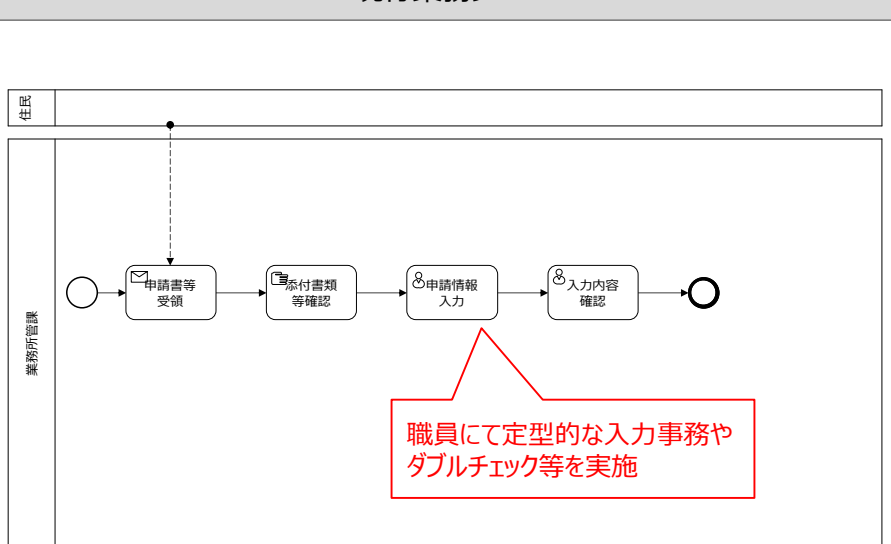 住民
業務所管課
申請書等
受領
添付書類
等確認
申請情報
入力
入力内容
確認
職員にて定型的な入力事務や
ダブルチェック等を実施